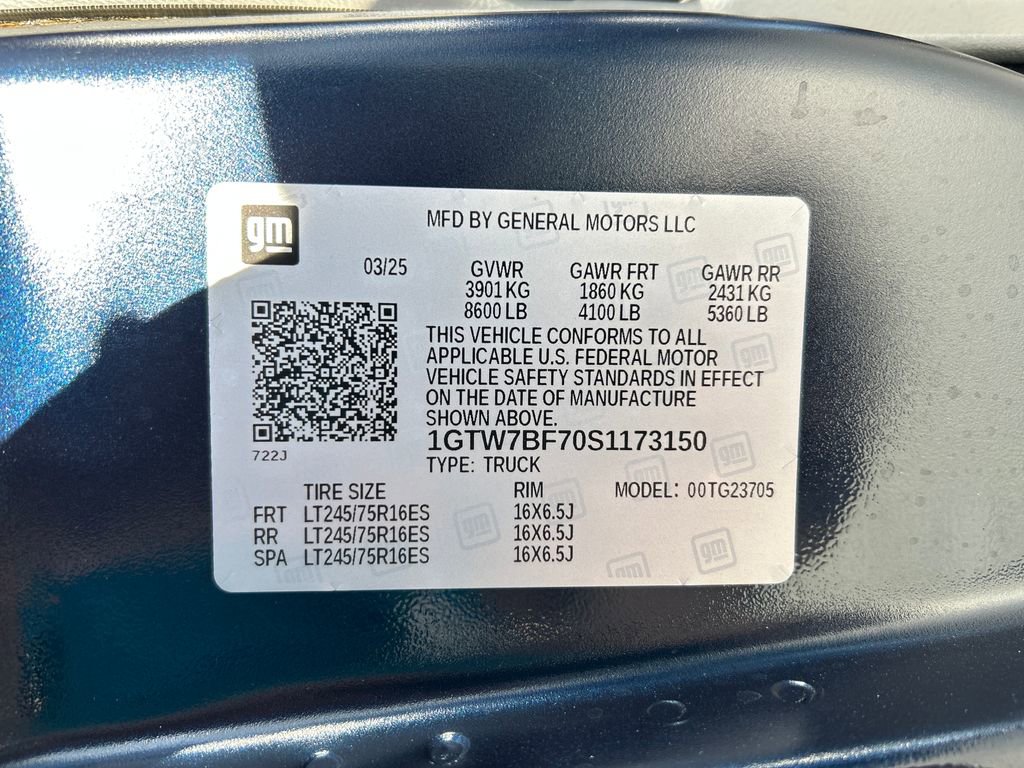 gm
MFD BY GENERAL MOTORS LLC
03/25 GVWR GAWR FRT GAWR RR
3901 KG 1860 KG 2431 KG
8600 LB 4100 LB 5360 LB
THIS VEHICLE CONFORMS TO ALL
APPLICABLE U.S. FEDERAL MOTOR
VEHICLE SAFETY STANDARDS IN EFFECT
ON THE DATE OF MANUFACTURE
SHOWN ABOVE.
1GTW7BF70S1173150
722J
TYPE: TRUCK
TIRE SIZE RIM MODEL: 00TG23705
FRT LT245/75R16ES 16X6.5J
RR LT245/75R16ES 16X6.5J
SPA LT245/75R16ES 16X6.5J